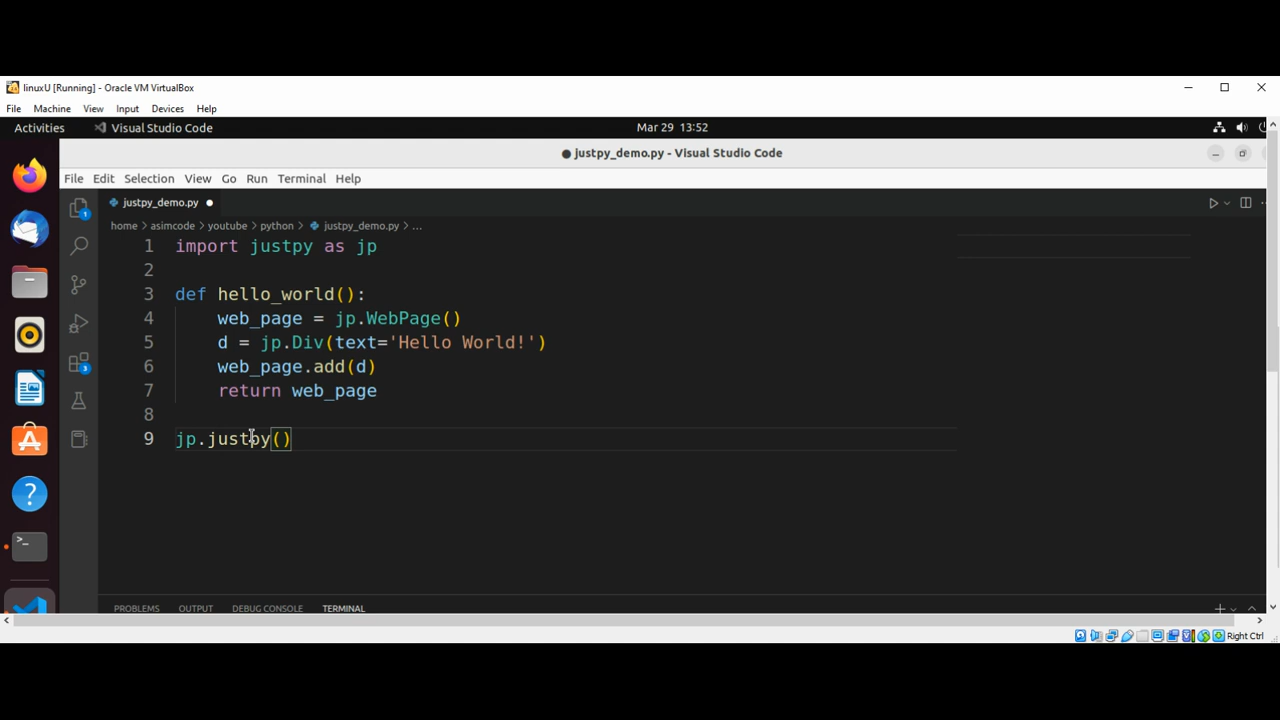 linuxU [Running] - Oracle VM VirtualBox
File Machine View Input Devices Help
Activities Visual Studio Code Mar 29 13:52
● justpy_demo.py - Visual Studio Code
File Edit Selection View Go Run Terminal Help
justpy_demo.py ●
home > asimcode > youtube > python > justpy_demo.py > ...
1 import justpy as jp
2
3 def hello_world():
4 web_page = jp.WebPage()
5 d = jp.Div(text='Hello World!')
6 web_page.add(d)
7 return web_page
8
9 jp.justpy()
1
3
PROBLEMS OUTPUT DEBUG CONSOLE TERMINAL
Right Ctrl